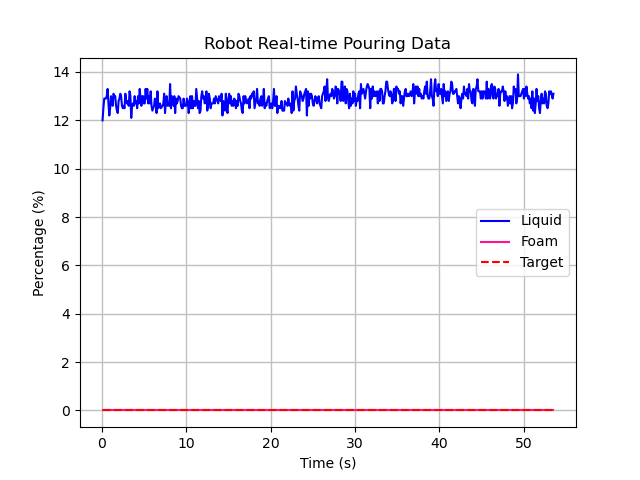 Robot Real-time Pouring Data
Percentage (%)
14
12
10
8
6
4
2
0
Liquid
Foam
Target
0 10 20 30 40 50
Time (s)